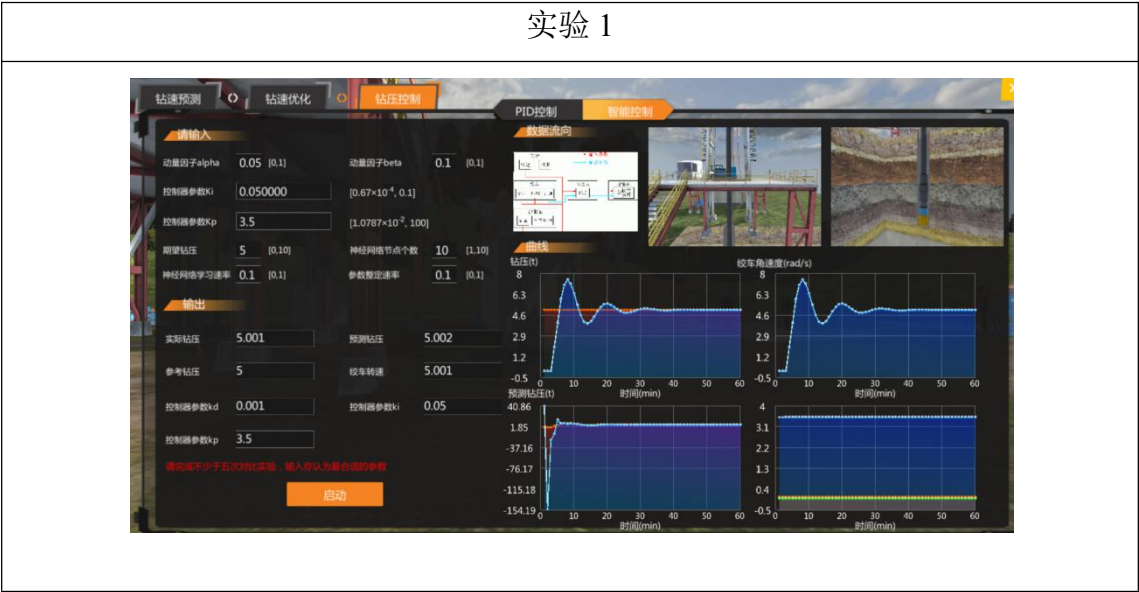 实验 1
钻速预测 钻速优化 钻压控制
PID控制 智能控制
请输入
动量因子alpha 0.05 [0,1] 动量因子beta 0.1 [0,1]
控制器参数Ki 0.050000 [0.67×10⁻⁴, 0.1]
控制器参数Kp 3.5 [1.0787×10⁻², 100]
期望钻压 5 [0,10] 神经网络节点个数 10 [1,10]
神经网络学习速率 0.1 [0,1] 参数整定速率 0.1 [0,1]
输出
实际钻压 5.001 预测钻压 5.002
参考钻压 5 绞车转速 5.001
控制器参数kd 0.001 控制器参数ki 0.05
控制器参数kp 3.5
请完成不少于五次对比实验,输入你认为最合适的参数
启动
数据流向
曲线
钻压(t)
8
6.3
4.6
2.9
1.2
-0.5
0 10 20 30 40 50 60
时间(min)
绞车角速度(rad/s)
8
6.3
4.6
2.9
1.2
-0.5
0 10 20 30 40 50 60
时间(min)
预测钻压(t)
40.86
1.85
-37.16
-76.17
-115.18
-154.19
0 10 20 30 40 50 60
时间(min)
4
3.1
2.2
1.3
0.4
-0.5
0 10 20 30 40 50 60
时间(min)